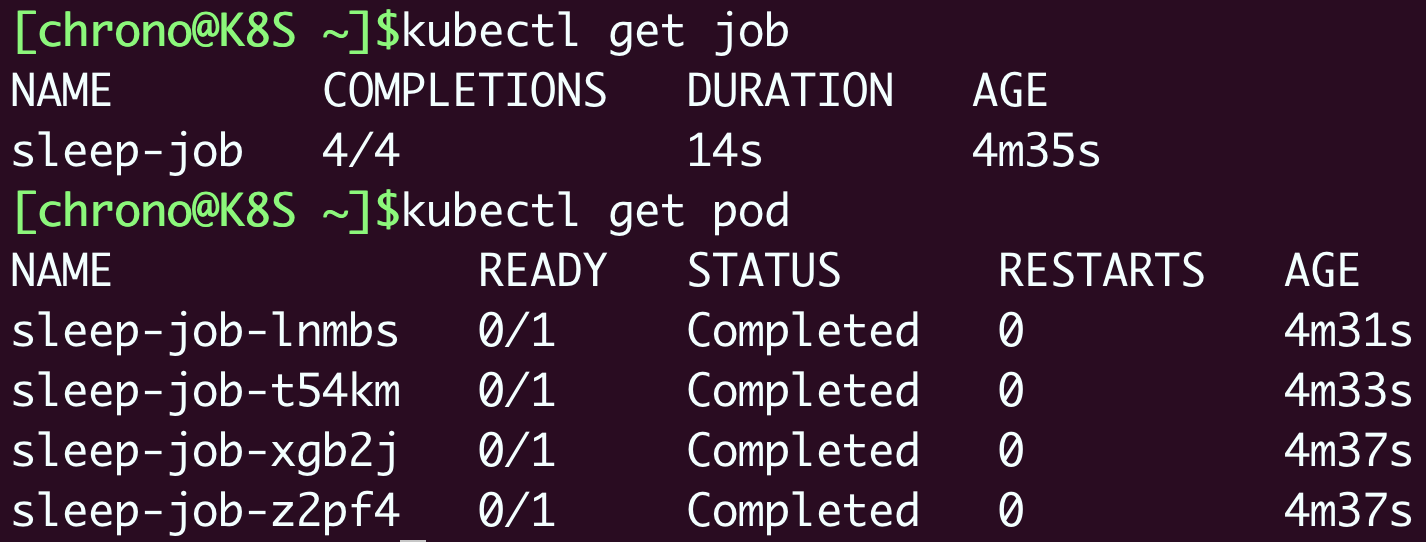 [chrono@K8S ~]$kubectl get job
NAME        COMPLETIONS   DURATION   AGE
sleep-job   4/4           14s        4m35s
[chrono@K8S ~]$kubectl get pod
NAME              READY   STATUS      RESTARTS   AGE
sleep-job-lnmbs   0/1     Completed   0          4m31s
sleep-job-t54km   0/1     Completed   0          4m33s
sleep-job-xgb2j   0/1     Completed   0          4m37s
sleep-job-z2pf4   0/1     Completed   0          4m37s